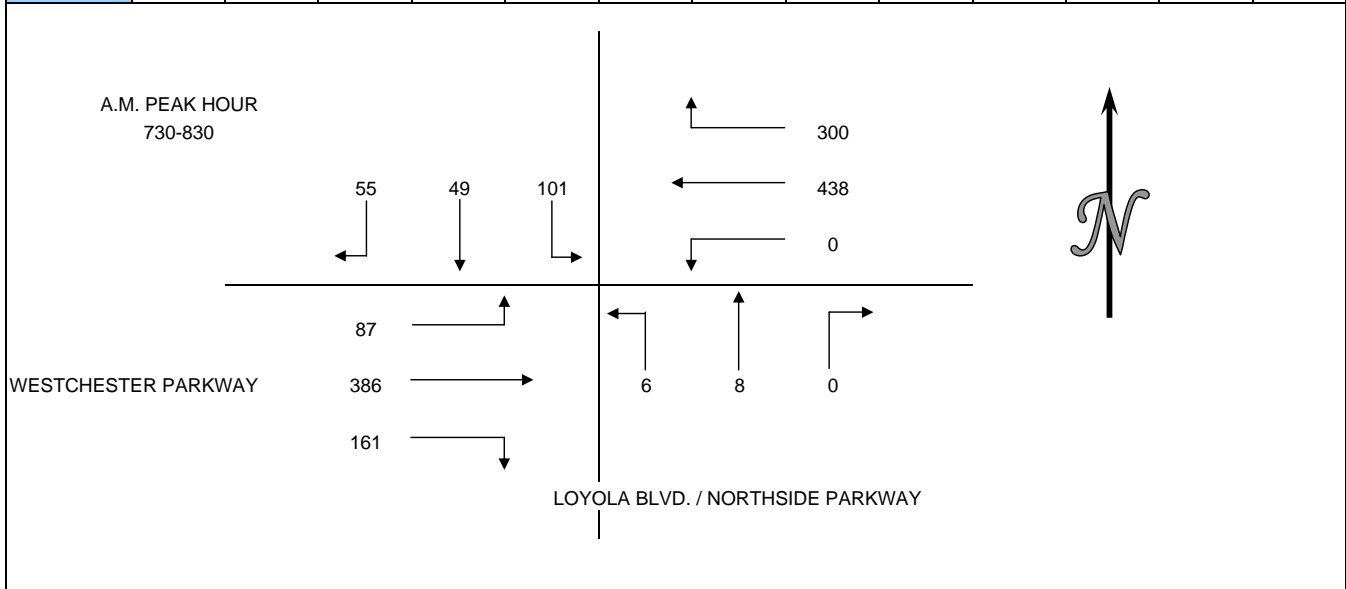 A.M. PEAK HOUR
730-830
300
438
0
55 49 101
87
386
161
WESTCHESTER PARKWAY
6 8 0
N
LOYOLA BLVD. / NORTHSIDE PARKWAY